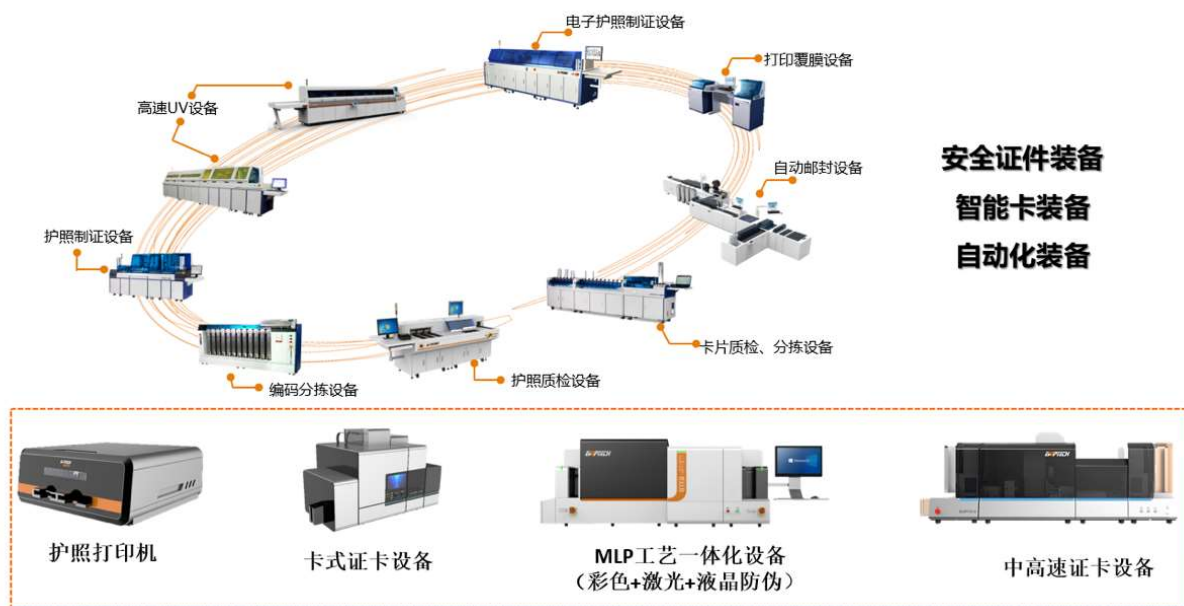 电子护照制证设备
打印覆膜设备
高速UV设备
安全证件装备
自动邮封设备
智能卡装备
护照制证设备
自动化装备
卡片质检、分拣设备
护照质检设备
编码分拣设备
护照打印机
卡式证卡设备
MLP工艺一体化设备
（彩色+激光+液晶防伪）
中高速证卡设备